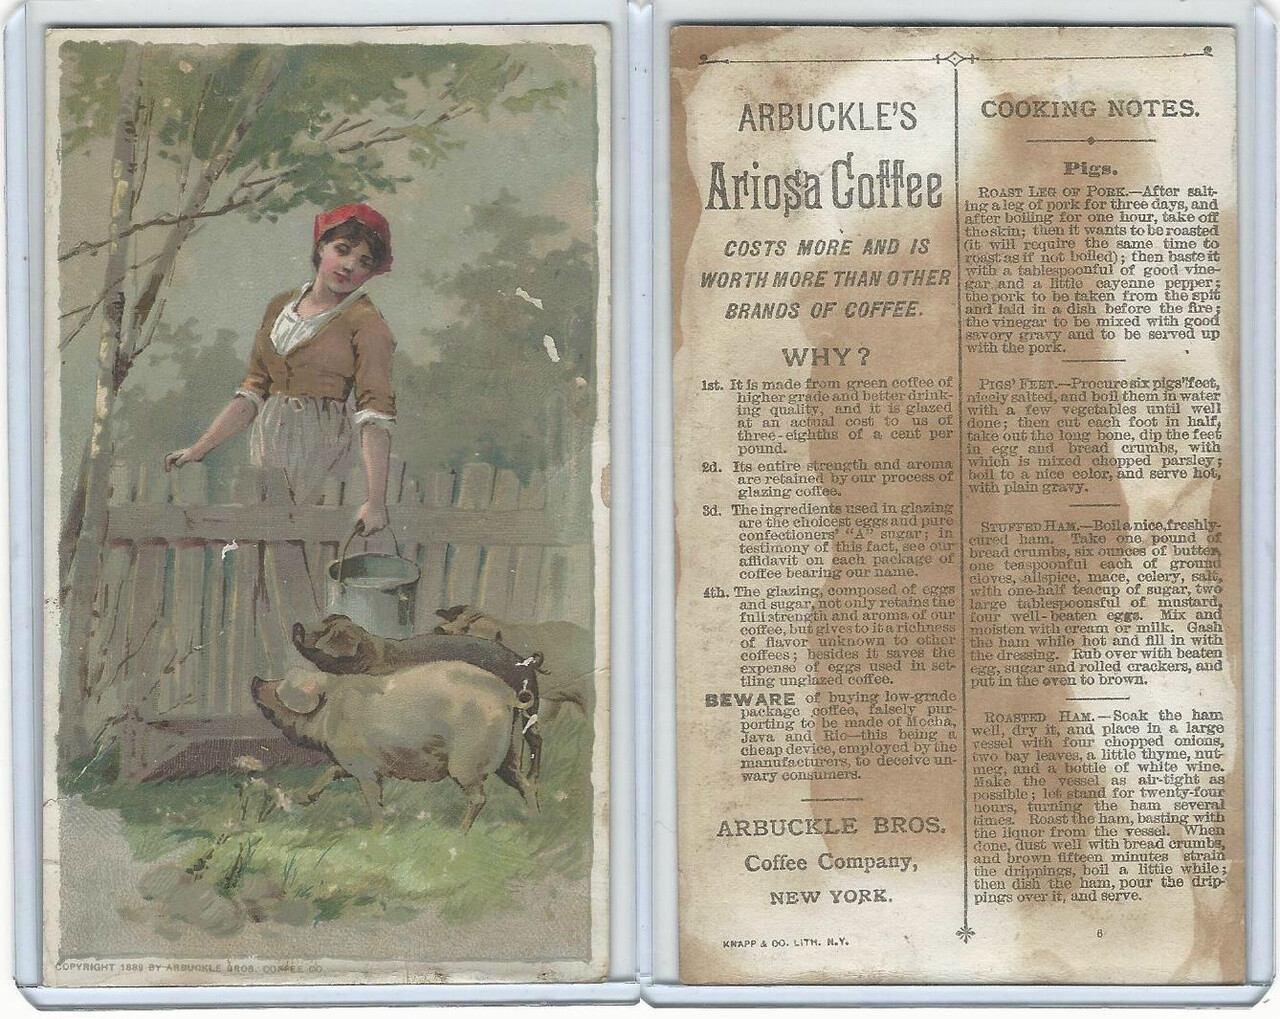 COPYRIGHT 1889 BY ARBUCKLE BROS. COFFEE CO.
ARBUCKLE'S
Ariosa Coffee
COSTS MORE AND IS
WORTH MORE THAN OTHER
BRANDS OF COFFEE.
WHY?
1st. It is made from green coffee of
higher grade and better drink-
ing quality, and it is glazed
at an actual cost to us of
three-eighths of a cent per
pound.
2d. Its entire strength and aroma
are retained by our process of
glazing coffee.
3d. The ingredients used in glazing
are the choicest eggs and pure
confectioners' "A" sugar; in
testimony of this fact, see our
affidavit on each package of
coffee bearing our name.
4th. The glazing, composed of eggs
and sugar, not only retains the
full strength and aroma of our
coffee, but gives to it a richness
of flavor unknown to other
coffees; besides it saves the
expense of eggs used in set-
tling unglazed coffee.
BEWARE of buying low-grade
package coffee, falsely pur-
porting to be made of Mocha,
Java and Rio—this being a
cheap device, employed by the
manufacturers, to deceive un-
wary consumers.
ARBUCKLE BROS.
Coffee Company,
NEW YORK.
KNAPP & CO. LITH. N.Y.
COOKING NOTES.
Pigs.
ROAST LEG OF PORK.—After salt-
ing a leg of pork for three days, and
after boiling for one hour, take off
the skin; then it wants to be roasted
(it will require the same time to
roast as if not boiled); then baste it
with a tablespoonful of good vine-
gar and a little cayenne pepper;
the pork to be taken from the spit
and laid in a dish before the fire;
the vinegar to be mixed with good
savory gravy and to be served up
with the pork.
PIGS' FEET.—Procure six pigs' feet,
nicely salted, and boil them in water
with a few vegetables until well
done; then cut each foot in half,
take out the long bone, dip the feet
in egg and bread crumbs, with
which is mixed chopped parsley;
boil to a nice color, and serve hot,
with plain gravy.
STUFFED HAM.—Boil a nice, freshly-
cured ham. Take one pound of
bread crumbs, six ounces of butter,
one teaspoonful each of ground
cloves, allspice, mace, celery, salt,
with one-half teacup of sugar, two
large tablespoonsful of mustard,
four well-beaten eggs. Mix and
moisten with cream or milk. Gash
the ham while hot and fill in with
the dressing. Rub over with beaten
egg, sugar and rolled crackers, and
put in the oven to brown.
ROASTED HAM.—Soak the ham
well, dry it, and place in a large
vessel with four chopped onions,
two bay leaves, a little thyme, nut-
meg, and a bottle of white wine.
Make the vessel as air-tight as
possible; let stand for twenty-four
hours, turning the ham several
times. Roast the ham, basting with
the liquor from the vessel. When
done, dust well with bread crumbs,
and brown fifteen minutes strain
the drippings, boil a little while;
then dish the ham, pour the drip-
pings over it, and serve.
6